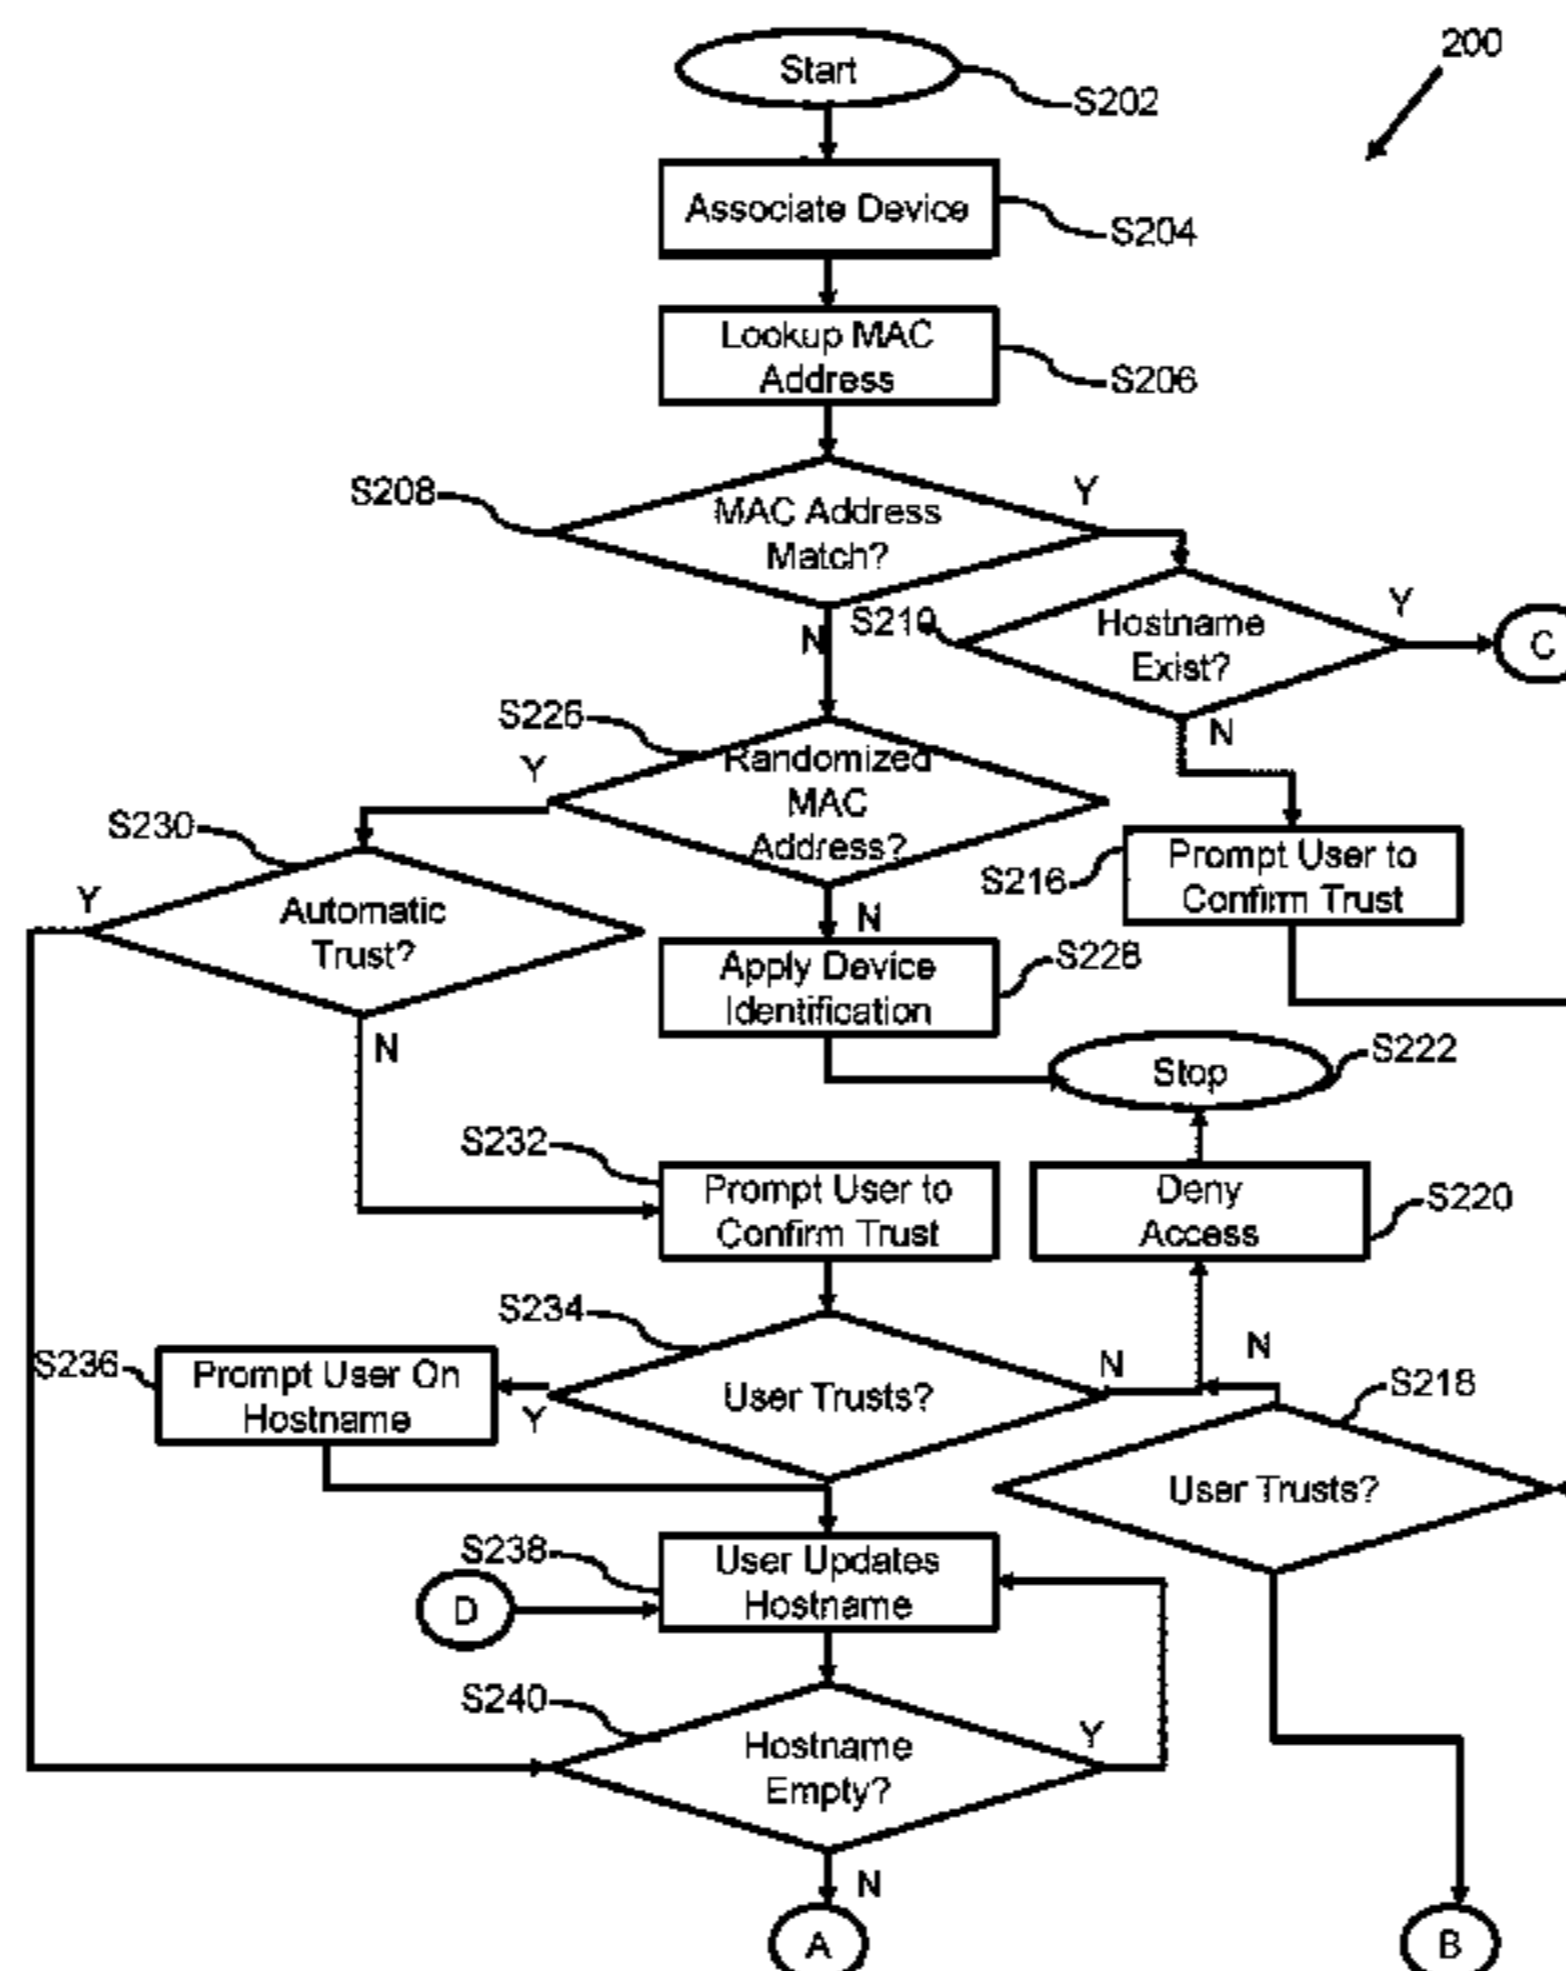 200
Start
S202
Associate Device
S204
Lookup MAC
Address
S206
S208
MAC Address
Match?
Y
N
S210
Hostname
Exist?
Y
C
N
S226
Randomized
MAC
Address?
Y
N
S230
Automatic
Trust?
Y
N
S216
Prompt User to
Confirm Trust
Apply Device
Identification
S228
Stop
S222
S232
Prompt User to
Confirm Trust
Deny
Access
S220
S234
User Trusts?
N
Y
S236
Prompt User On
Hostname
N
S218
User Trusts?
S238
User Updates
Hostname
D
S240
Hostname
Empty?
Y
N
A
B